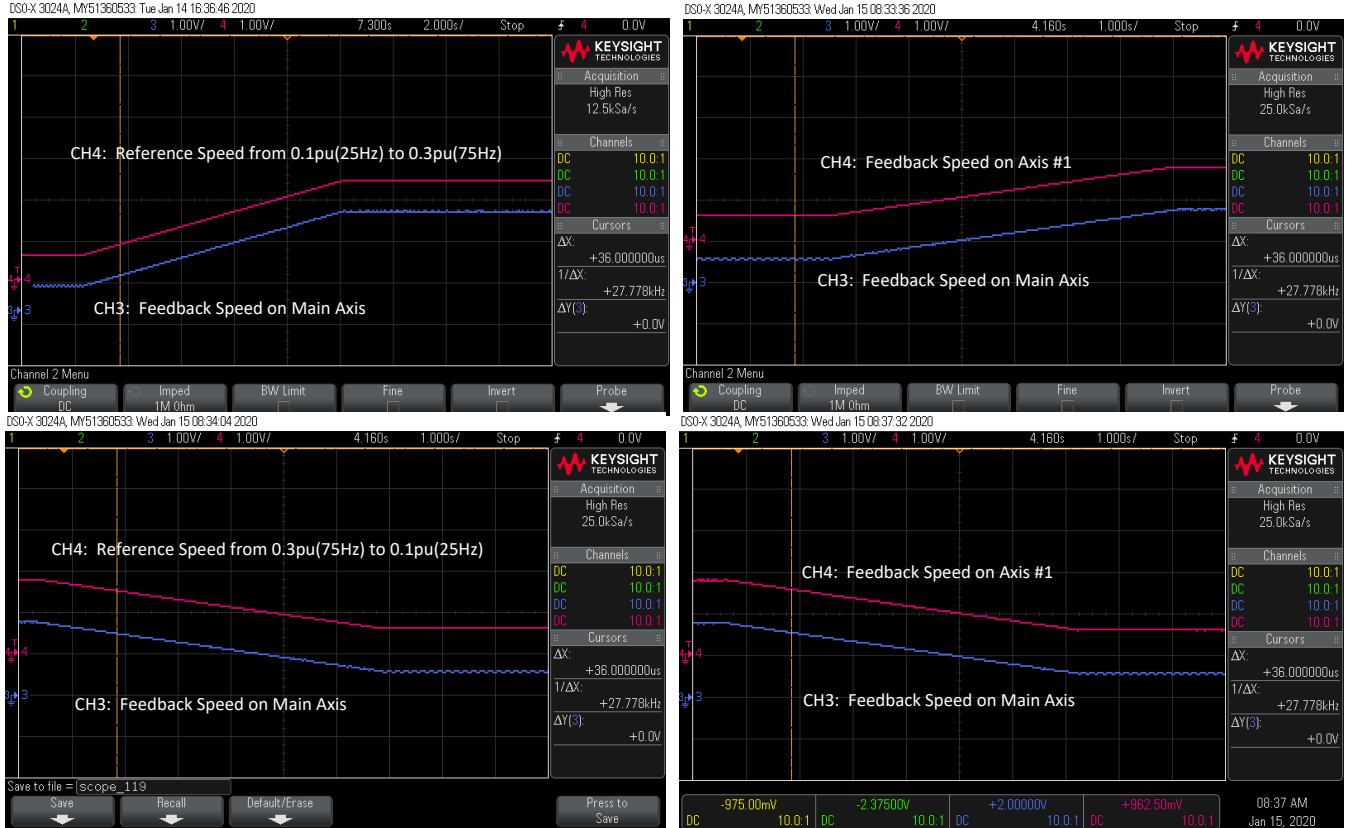 DSO-X 3024A, MY51360533: Tue Jan 14 16:36:46 2020
1 2 3 1.00V/ 4 1.00V/ 7.300s 2.000s/ Stop 4 0.0V
KEYSIGHT
TECHNOLOGIES
Acquisition
High Res
12.5kSa/s
Channels
DC 10.0:1
DC 10.0:1
DC 10.0:1
DC 10.0:1
Cursors
ΔX:
+36.000000us
1/ΔX:
+27.778kHz
ΔY(3):
+0.0V
CH4: Reference Speed from 0.1pu(25Hz) to 0.3pu(75Hz)
CH3: Feedback Speed on Main Axis
Channel 2 Menu
Coupling Imped BW Limit Fine Invert Probe
DC 1M Ohm
DSO-X 3024A, MY51360533: Wed Jan 15 08:33:36 2020
1 2 3 1.00V/ 4 1.00V/ 4.160s 2.000s/ Stop 4 0.0V
KEYSIGHT
TECHNOLOGIES
Acquisition
High Res
25.0kSa/s
Channels
DC 10.0:1
DC 10.0:1
DC 10.0:1
DC 10.0:1
Cursors
ΔX:
+36.000000us
1/ΔX:
+27.778kHz
ΔY(3):
+0.0V
CH4: Feedback Speed on Axis #1
CH3: Feedback Speed on Main Axis
Channel 2 Menu
Coupling Imped BW Limit Fine Invert Probe
DC 1M Ohm
DSO-X 3024A, MY51360533: Wed Jan 15 08:34:04 2020
1 2 3 1.00V/ 4 1.00V/ 4.160s 1.000s/ Stop 4 0.0V
KEYSIGHT
TECHNOLOGIES
Acquisition
High Res
25.0kSa/s
Channels
DC 10.0:1
DC 10.0:1
DC 10.0:1
DC 10.0:1
Cursors
ΔX:
+36.000000us
1/ΔX:
+27.778kHz
ΔY(3):
+0.0V
CH4: Reference Speed from 0.3pu(75Hz) to 0.1pu(25Hz)
CH3: Feedback Speed on Main Axis
Save to file = scope_119
Save Recall Default/Erase Press to
Save
DSO-X 3024A, MY51360533: Wed Jan 15 08:37:32 2020
1 2 3 1.00V/ 4 1.00V/ 4.160s 1.000s/ Stop 4 0.0V
KEYSIGHT
TECHNOLOGIES
Acquisition
High Res
25.0kSa/s
Channels
DC 10.0:1
DC 10.0:1
DC 10.0:1
DC 10.0:1
Cursors
ΔX:
+36.000000us
1/ΔX:
+27.778kHz
ΔY(3):
+0.0V
CH4: Feedback Speed on Axis #1
CH3: Feedback Speed on Main Axis
-975.00mV -2.37500V +2.00000V +962.50mV 08:37 AM
DC 10.0:1 DC 10.0:1 DC 10.0:1 DC 10.0:1 Jan 15, 2020